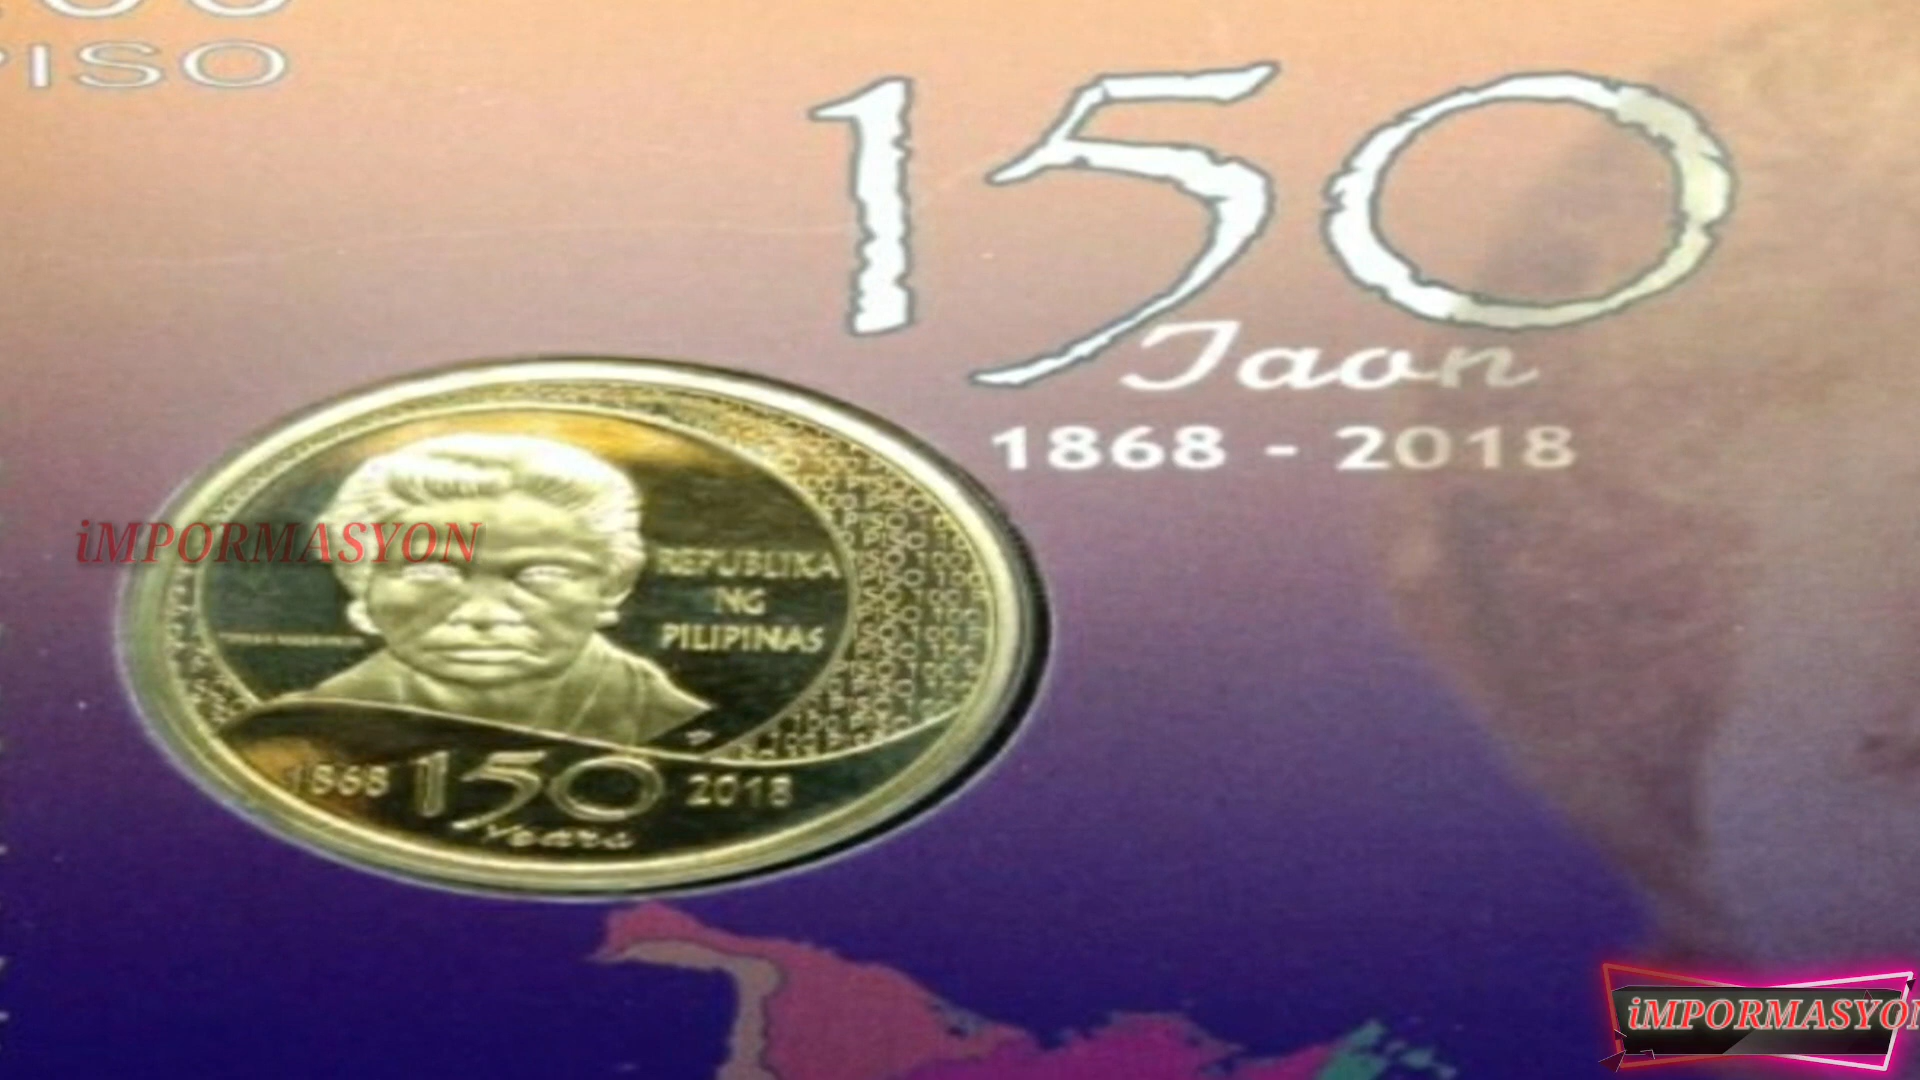 PISO
150
Taon
1868 - 2018
iMPORMASYON
REPUBLIKA
NG
PILIPINAS
1868 150 2018
Years
iMPORMASYON